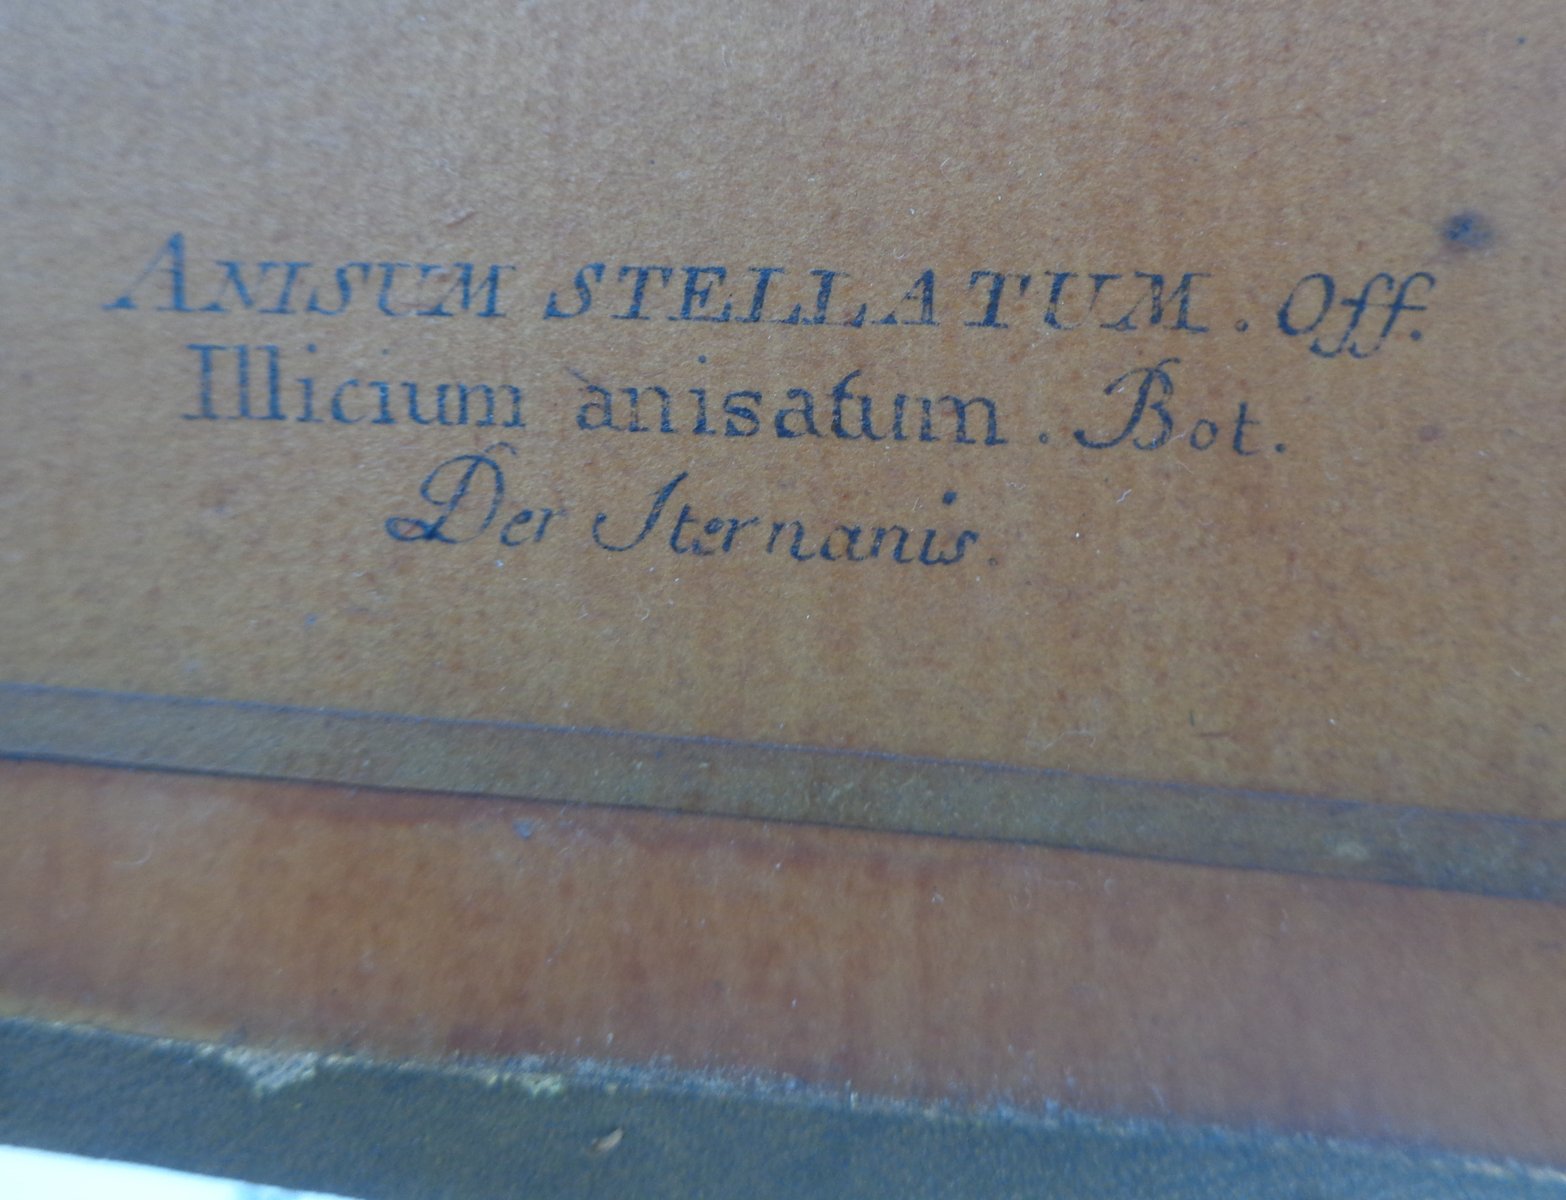 ANISUM STELLATUM. Off.
Illicium anisatum. Bot.
Der Sternanis.